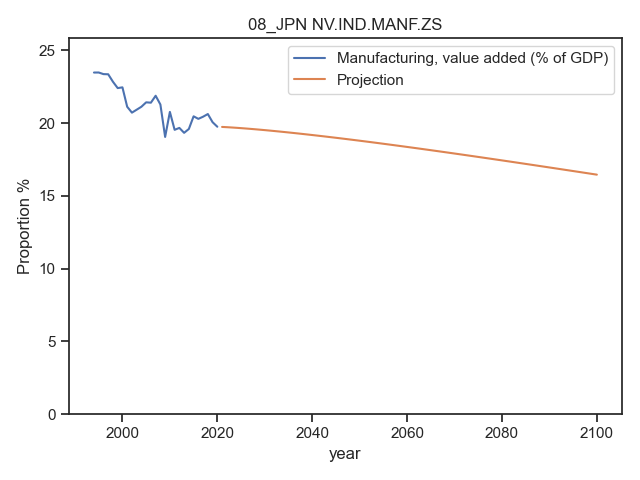 08_JPN NV.IND.MANF.ZS
Manufacturing, value added (% of GDP)
Projection
25
20
15
10
5
0
Proportion %
2000 2020 2040 2060 2080 2100
year